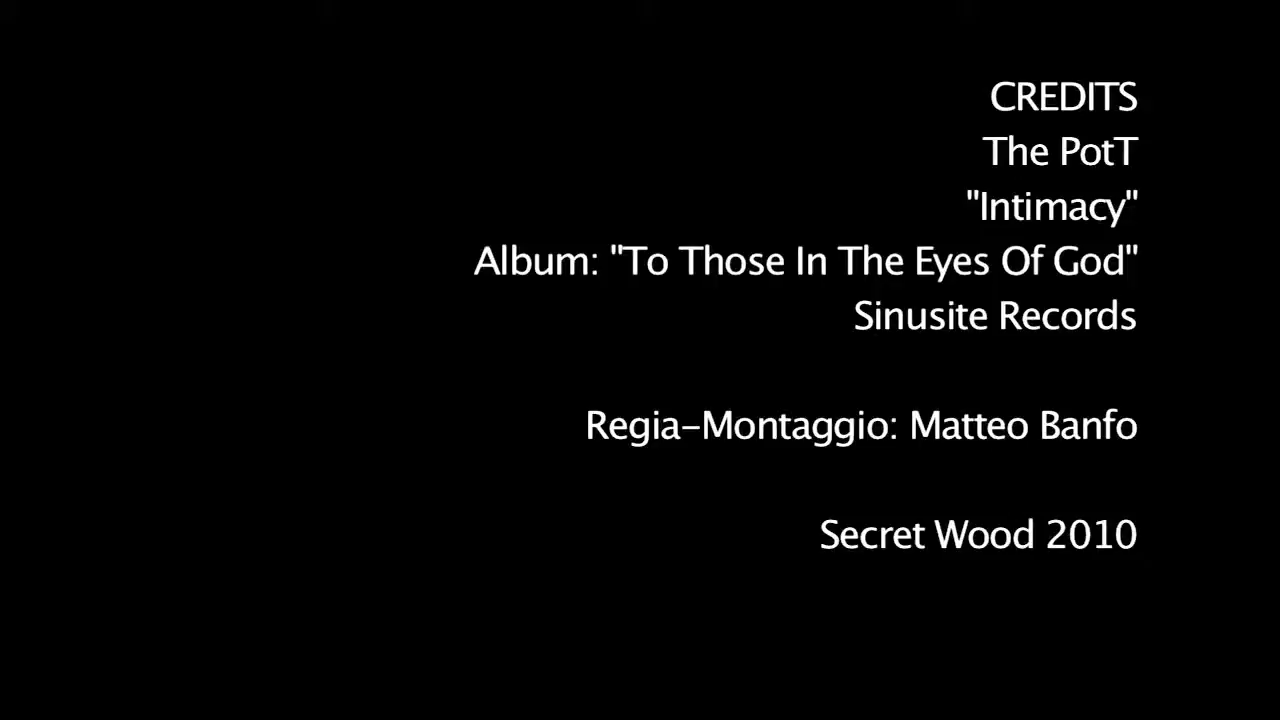 CREDITS
The PotT
"Intimacy"
Album: "To Those In The Eyes Of God"
Sinusite Records
Regia-Montaggio: Matteo Banfo
Secret Wood 2010